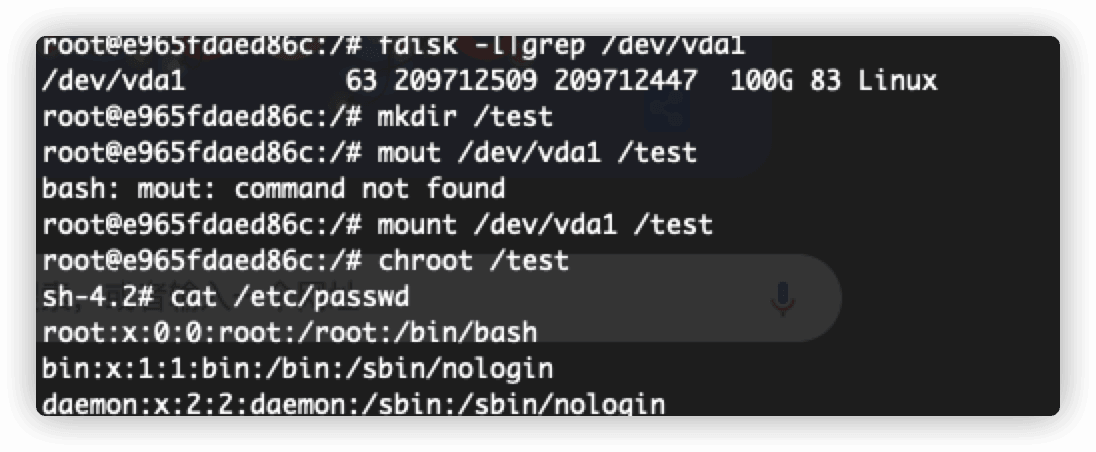 root@e965fdaed86c:/# fdisk -l|grep /dev/vda1
/dev/vda1          63 209712509 209712447  100G 83 Linux
root@e965fdaed86c:/# mkdir /test
root@e965fdaed86c:/# mout /dev/vda1 /test
bash: mout: command not found
root@e965fdaed86c:/# mount /dev/vda1 /test
root@e965fdaed86c:/# chroot /test
sh-4.2# cat /etc/passwd
root:x:0:0:root:/root:/bin/bash
bin:x:1:1:bin:/bin:/sbin/nologin
daemon:x:2:2:daemon:/sbin:/sbin/nologin